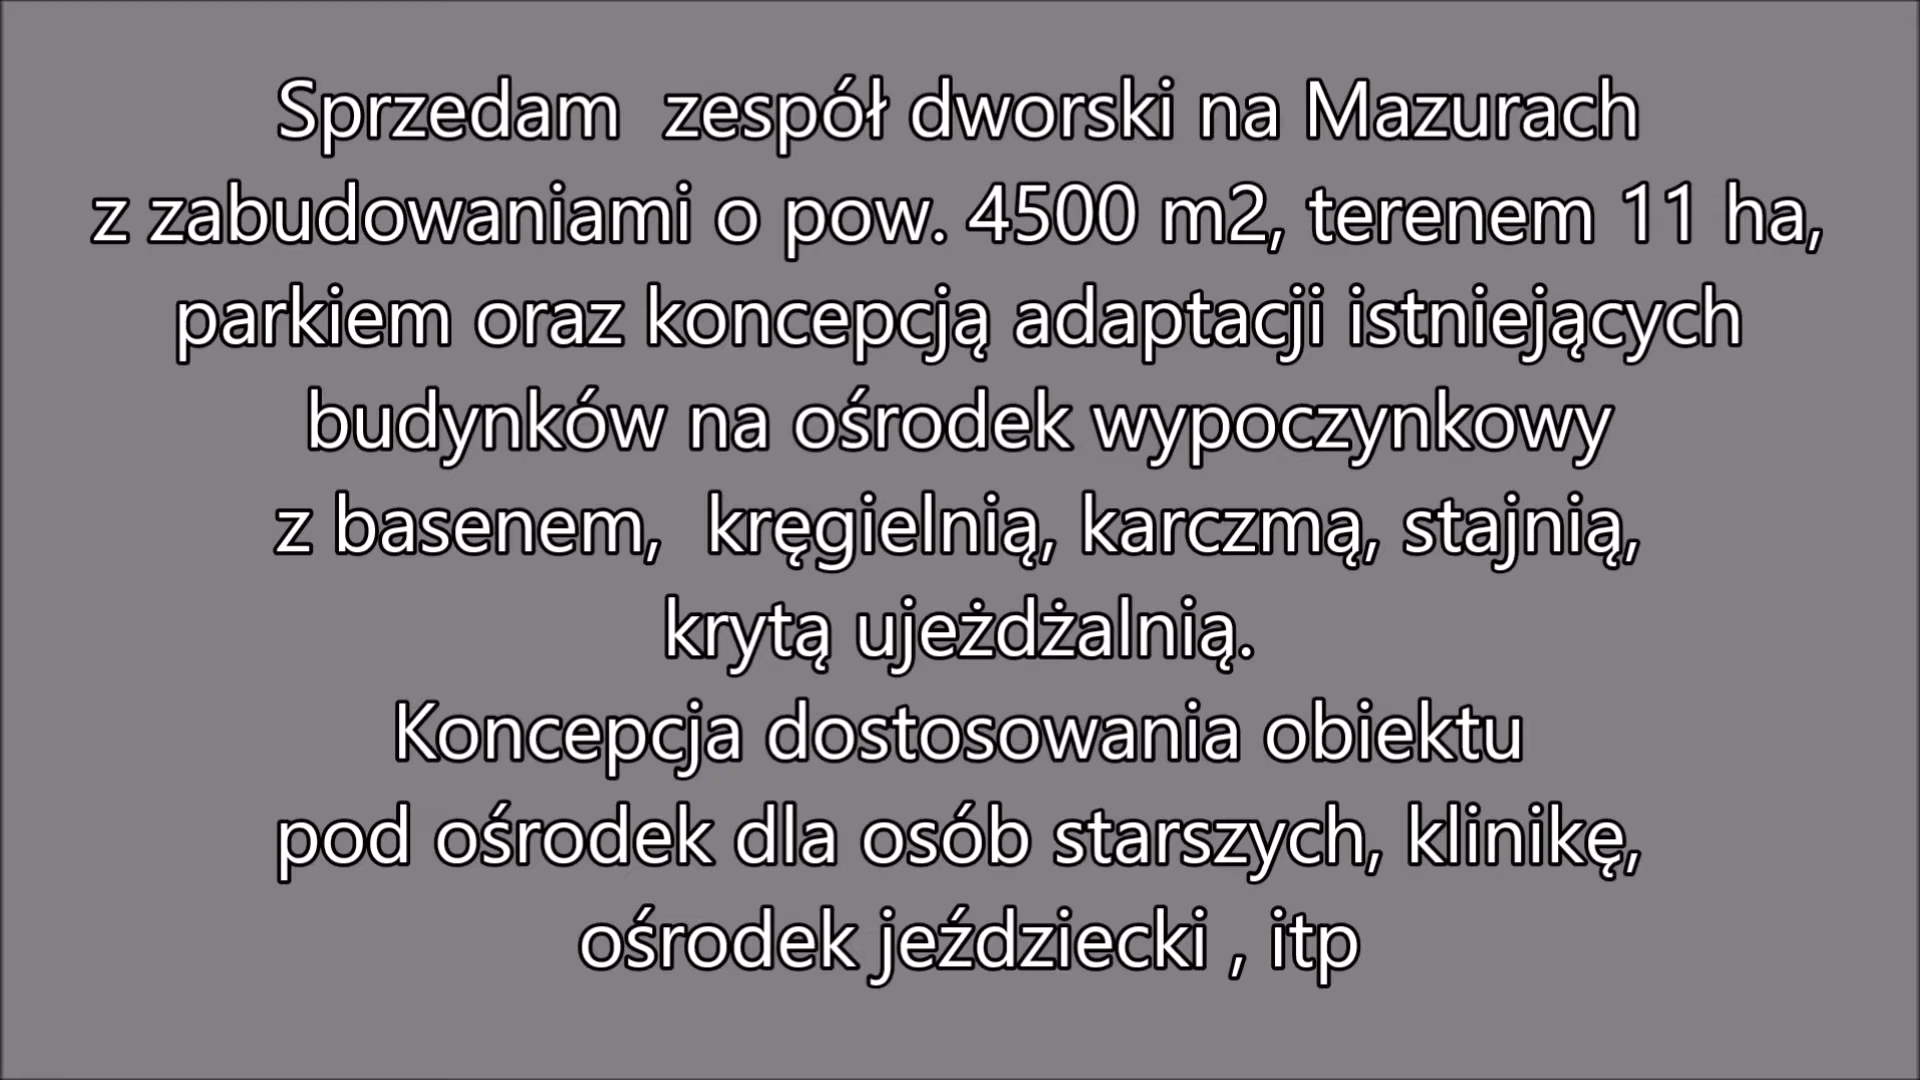 Sprzedam  zespół dworski na Mazurach
z zabudowaniami o pow. 4500 m2, terenem 11 ha,
parkiem oraz koncepcją adaptacji istniejących
budynków na ośrodek wypoczynkowy
z basenem,  kręgielnią, karczmą, stajnią,
krytą ujeżdżalnią.
Koncepcja dostosowania obiektu
pod ośrodek dla osób starszych, klinikę,
ośrodek jeździecki , itp